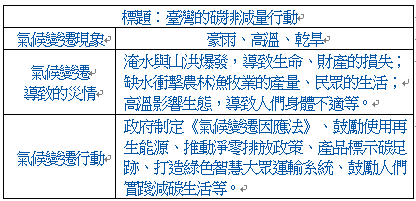 標題：臺灣的碳排減量行動
氣候變遷現象
豪雨、高溫、乾旱
氣候變遷
導致的災情
淹水與山洪爆發，導致生命、財產的損失；
缺水衝擊農林漁牧業的產量、民眾的生活；
高溫影響生態，導致人們身體不適等。
氣候變遷行動
政府制定《氣候變遷因應法》、鼓勵使用再
生能源、推動淨零排放政策、產品標示碳足
跡、打造綠色智慧大眾運輸系統、鼓勵人們
實踐減碳生活等。